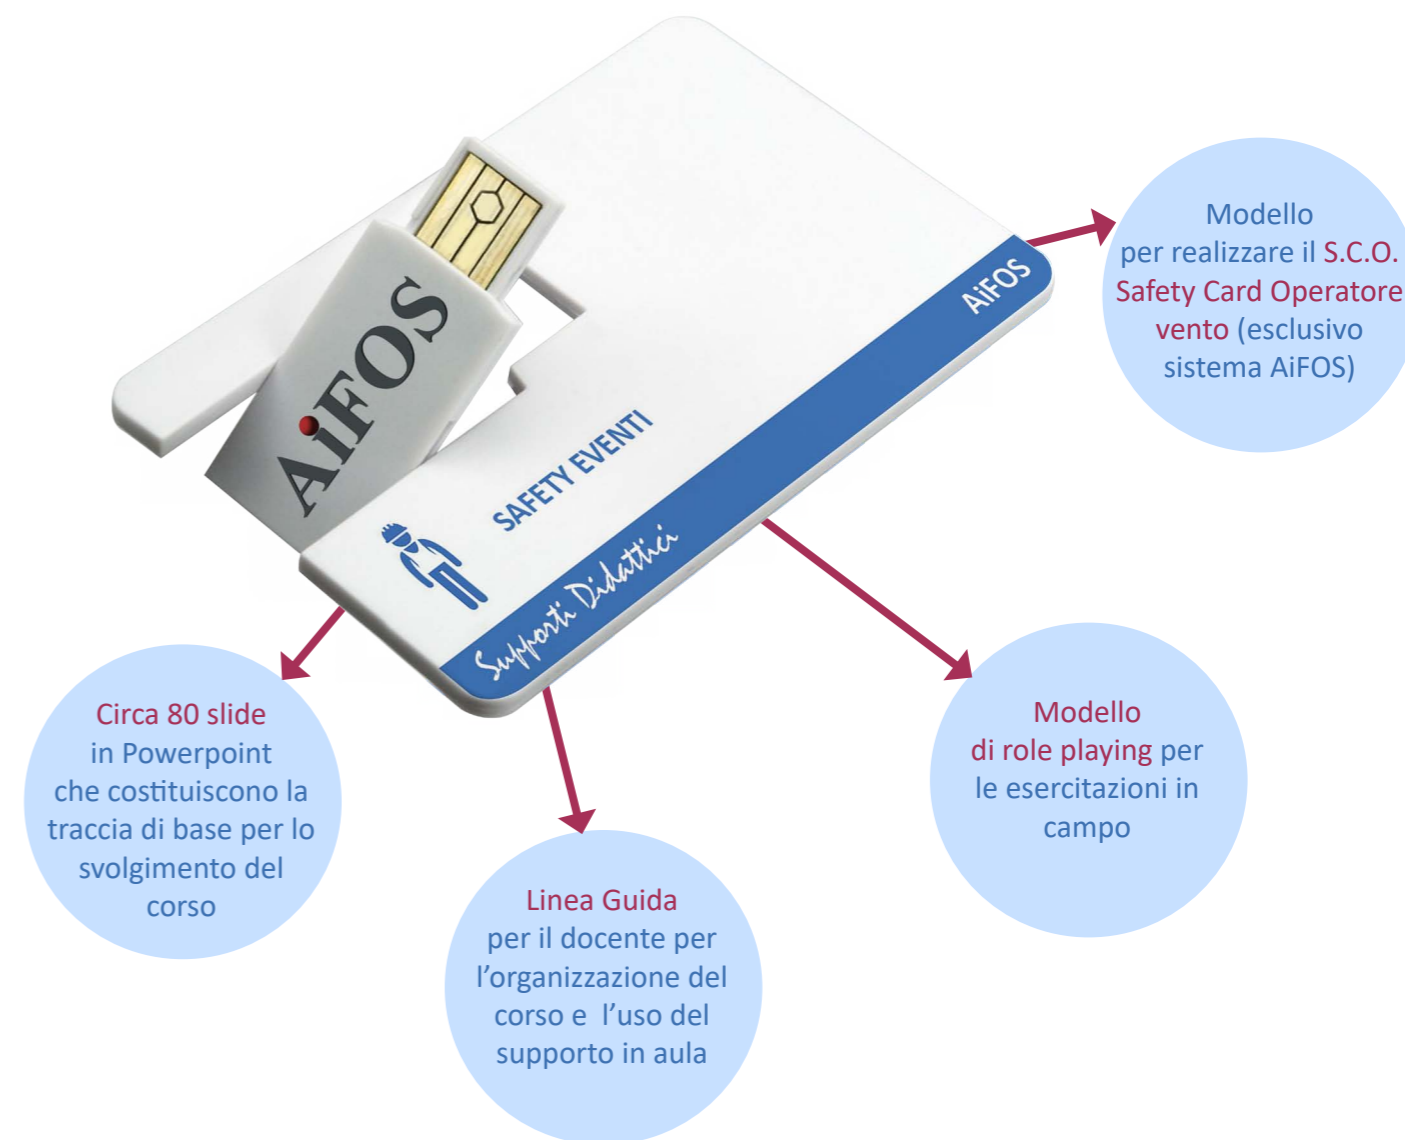 AiFOS
SAFETY EVENTI
Supporti Didattici
AiFOS
Modello
per realizzare il S.C.O.
Safety Card Operatore
vento (esclusivo
sistema AiFOS)
Circa 80 slide
in Powerpoint
che costituiscono la
traccia di base per lo
svolgimento del
corso
Linea Guida
per il docente per
l’organizzazione del
corso e l’uso del
supporto in aula
Modello
di role playing per
le esercitazioni in
campo